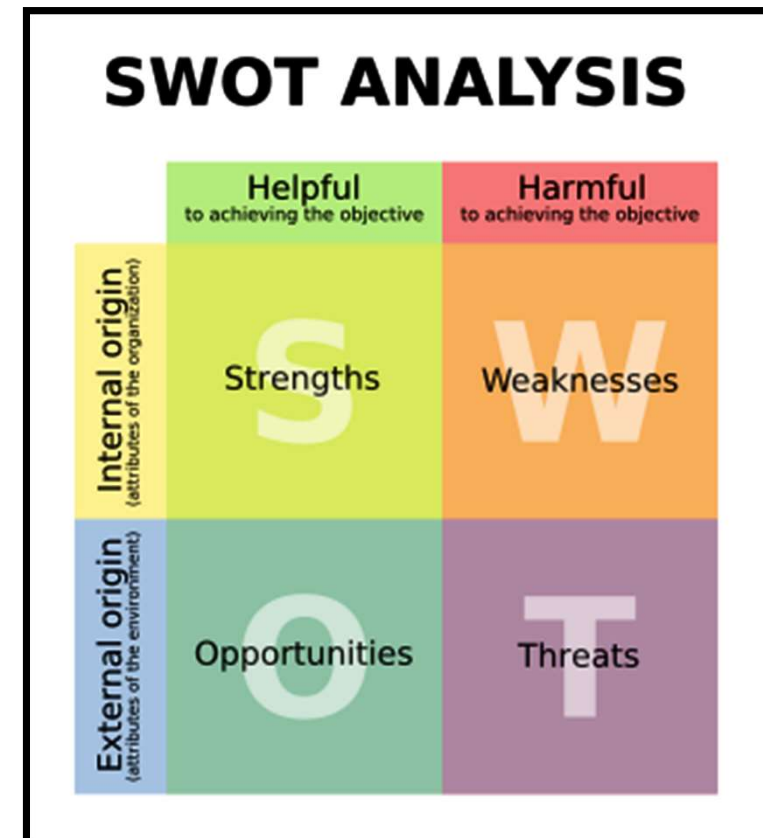 SWOT ANALYSIS
Helpful
to achieving the objective
Harmful
to achieving the objective
Internal origin
(attributes of the organization)
S
Strengths
W
Weaknesses
External origin
(attributes of the environment)
O
Opportunities
T
Threats